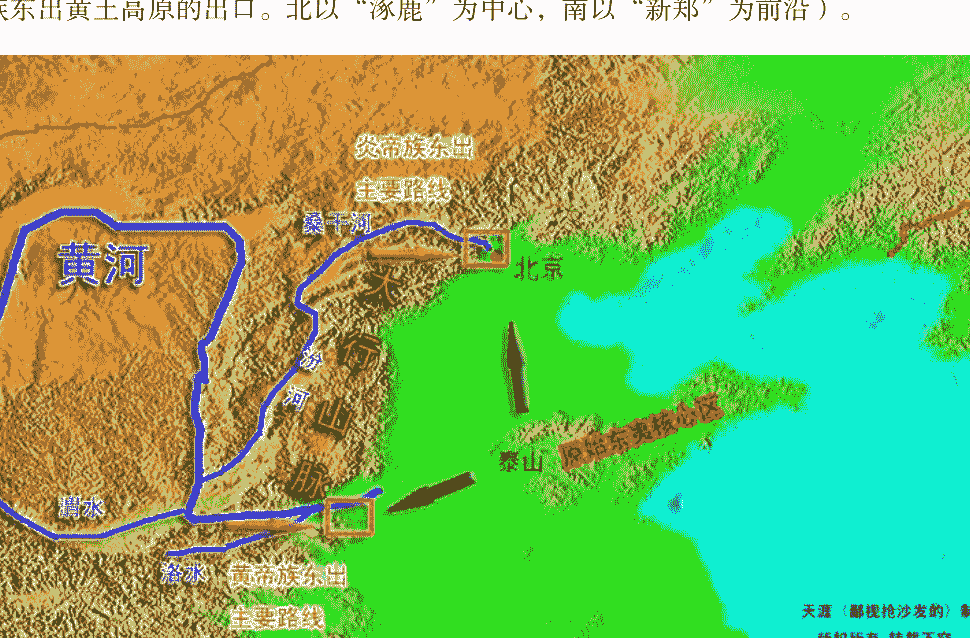 族东出黄土高原的出口。北以“涿鹿”为中心，南以“新郑”为前沿）。
炎帝族东出
主要路线
桑干河
黄河
北京
太
行
山
脉
汾
河
原始东夷核心区
泰山
渭水
洛水
黄帝族东出
主要路线
天涯（鄙视抢沙发的）制